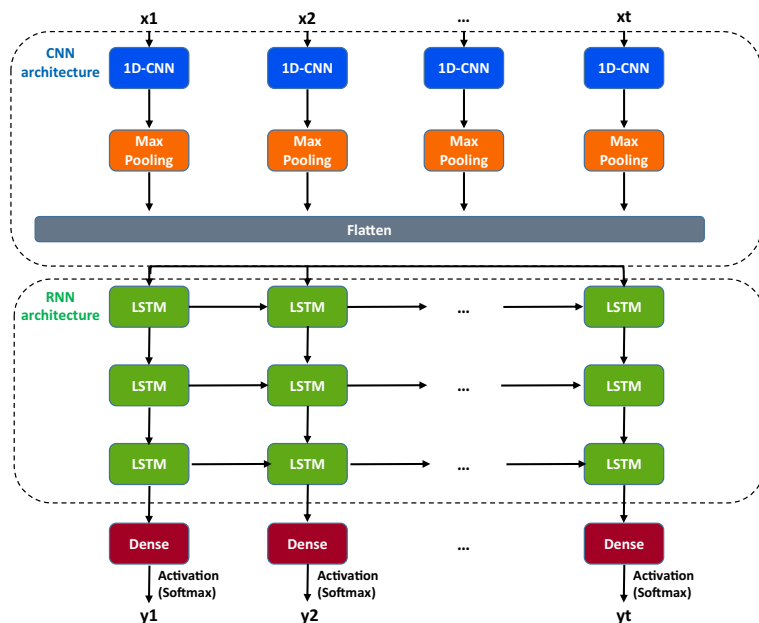 x1 x2 ... xt
CNN
architecture
1D-CNN 1D-CNN 1D-CNN 1D-CNN
Max Max Max Max
Pooling Pooling Pooling Pooling
Flatten
RNN
architecture
LSTM LSTM ... LSTM
LSTM LSTM ... LSTM
LSTM LSTM ... LSTM
Dense Dense ... Dense
Activation Activation Activation
(Softmax) (Softmax) (Softmax)
y1 y2 yt